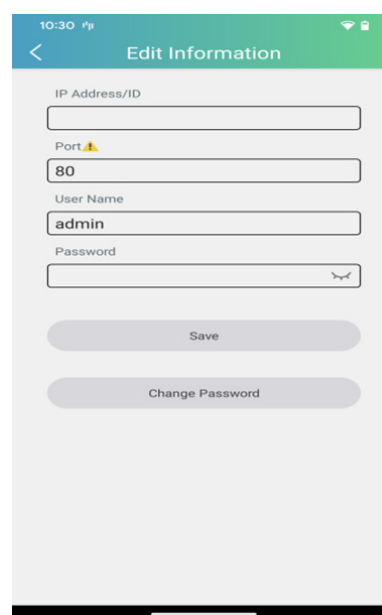 10:30
Edit Information
IP Address/ID
Port
80
User Name
admin
Password
Save
Change Password